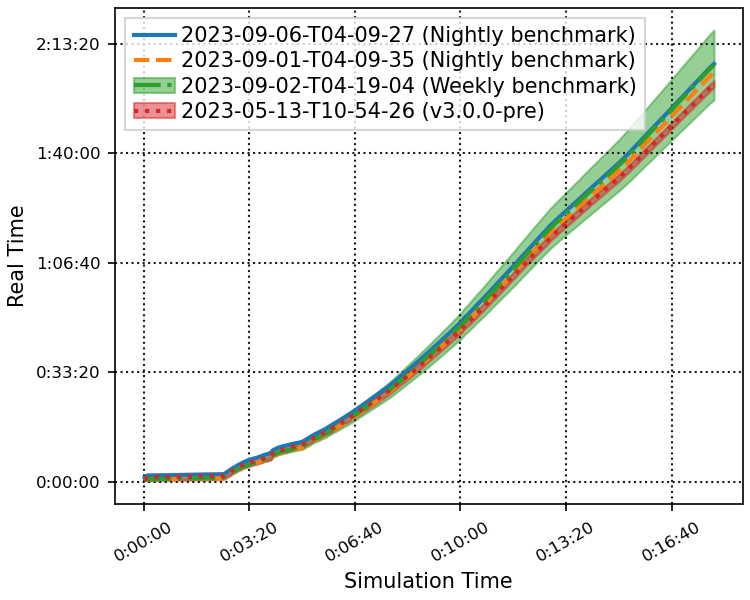 2023-09-06-T04-09-27 (Nightly benchmark)
2023-09-01-T04-09-35 (Nightly benchmark)
2023-09-02-T04-19-04 (Weekly benchmark)
2023-05-13-T10-54-26 (v3.0.0-pre)
2:13:20
1:40:00
1:06:40
0:33:20
0:00:00
Real Time
0:00:00
0:03:20
0:06:40
0:10:00
0:13:20
0:16:40
Simulation Time